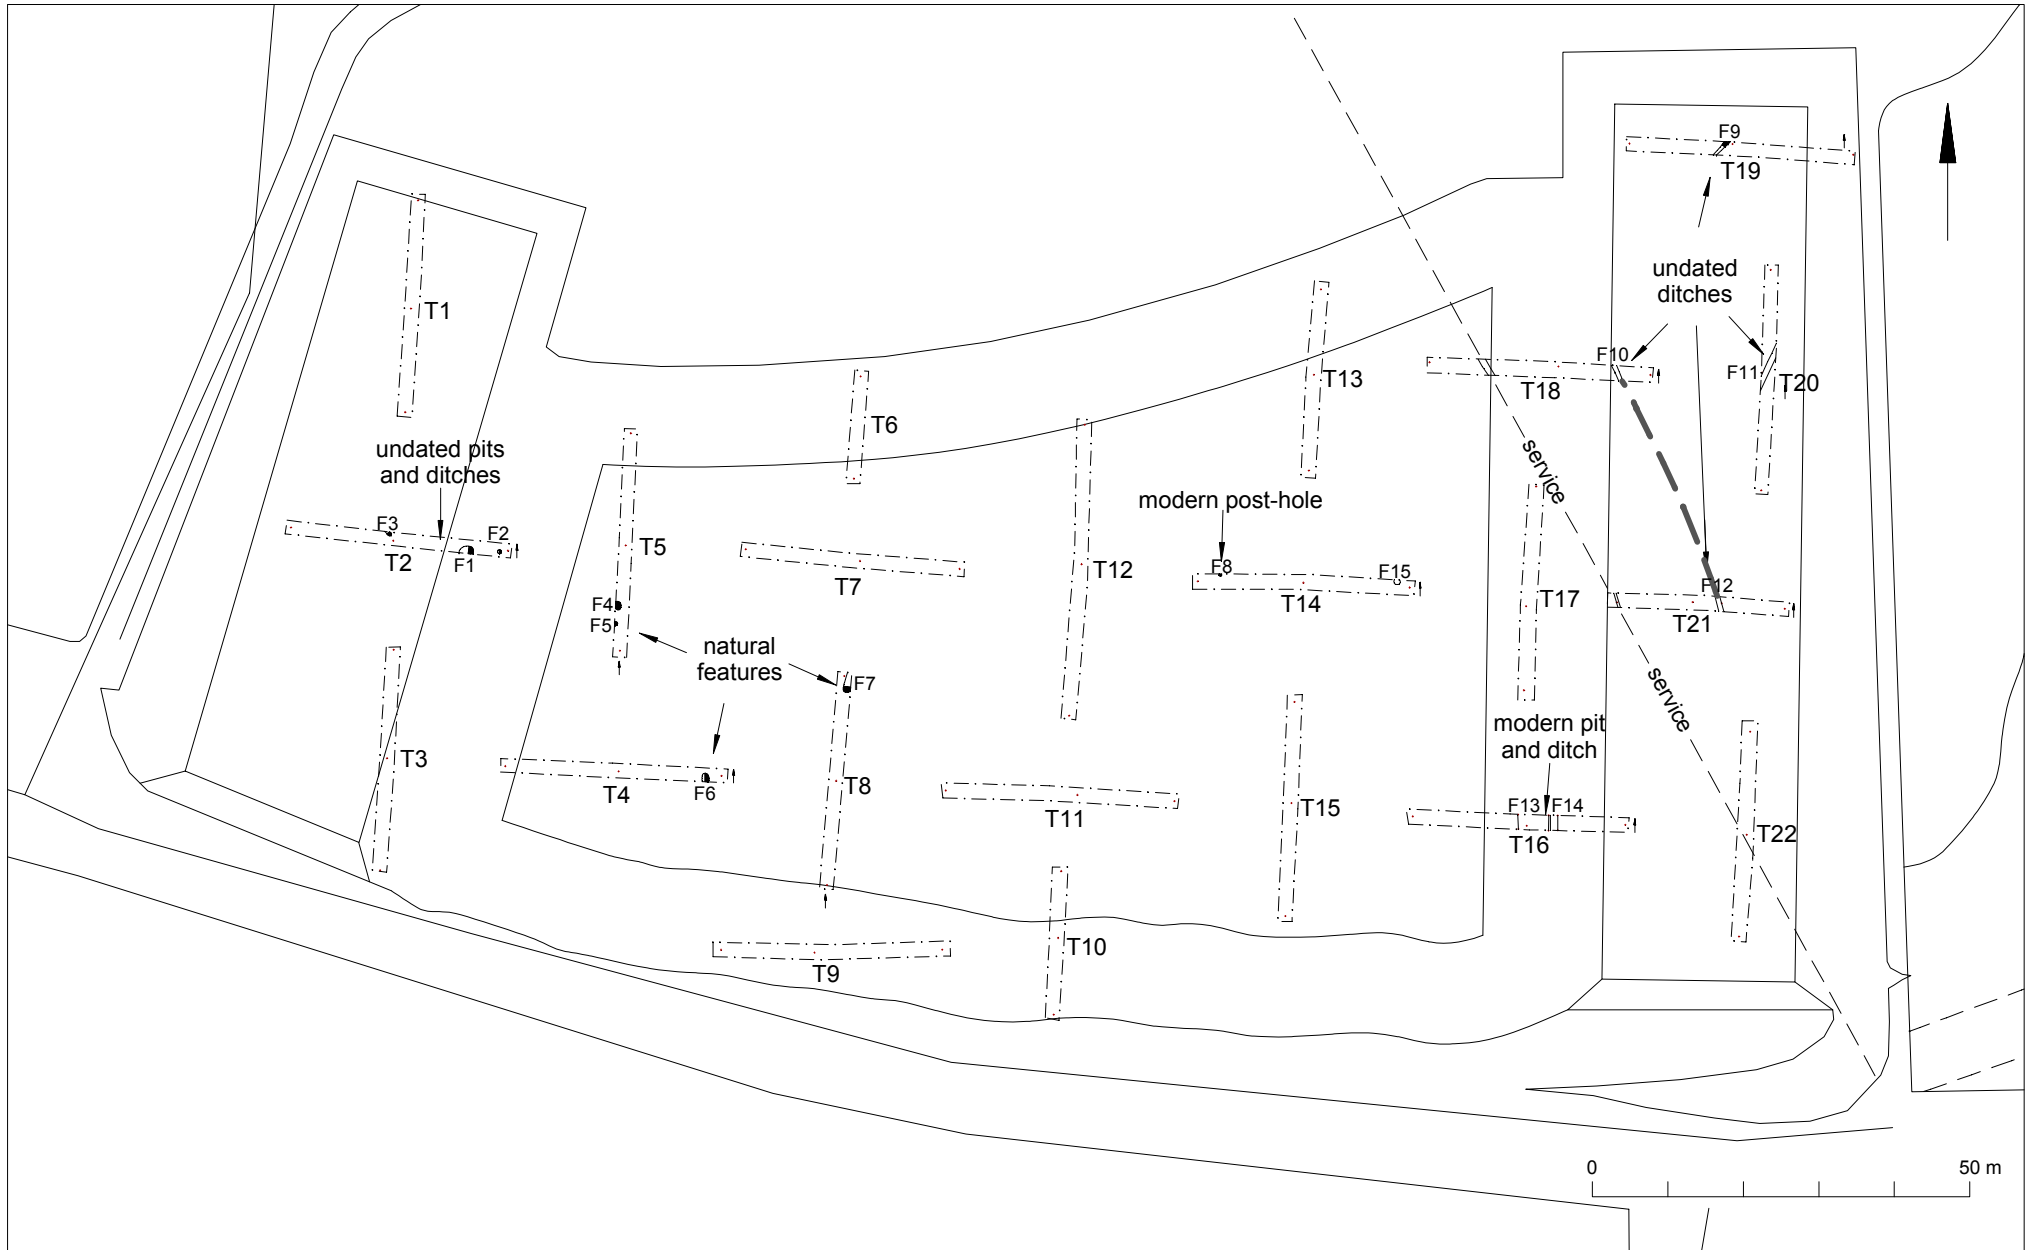 F9
T19
undated
ditches
T1
F10
T13
T18
F11
T20
T6
undated pits
and ditches
service
modern post-hole
F3
F2
T2
F1
T5
T7
T12
F8
F15
T14
T17
F12
T21
F4
F5
natural
features
F7
service
modern pit
and ditch
T3
T4
F6
T8
T11
T15
F13
F14
T16
T22
T9
T10
0
50 m